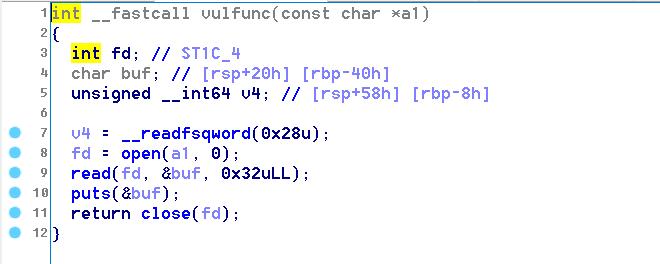 1 int __fastcall vulfunc(const char *a1)
2 {
3 int fd; // ST1C_4
4 char buf; // [rsp+20h] [rbp-40h]
5 unsigned __int64 v4; // [rsp+58h] [rbp-8h]
6
7 v4 = __readfsqword(0x28u);
8 fd = open(a1, 0);
9 read(fd, &buf, 0x32uLL);
10 puts(&buf);
11 return close(fd);
12 }